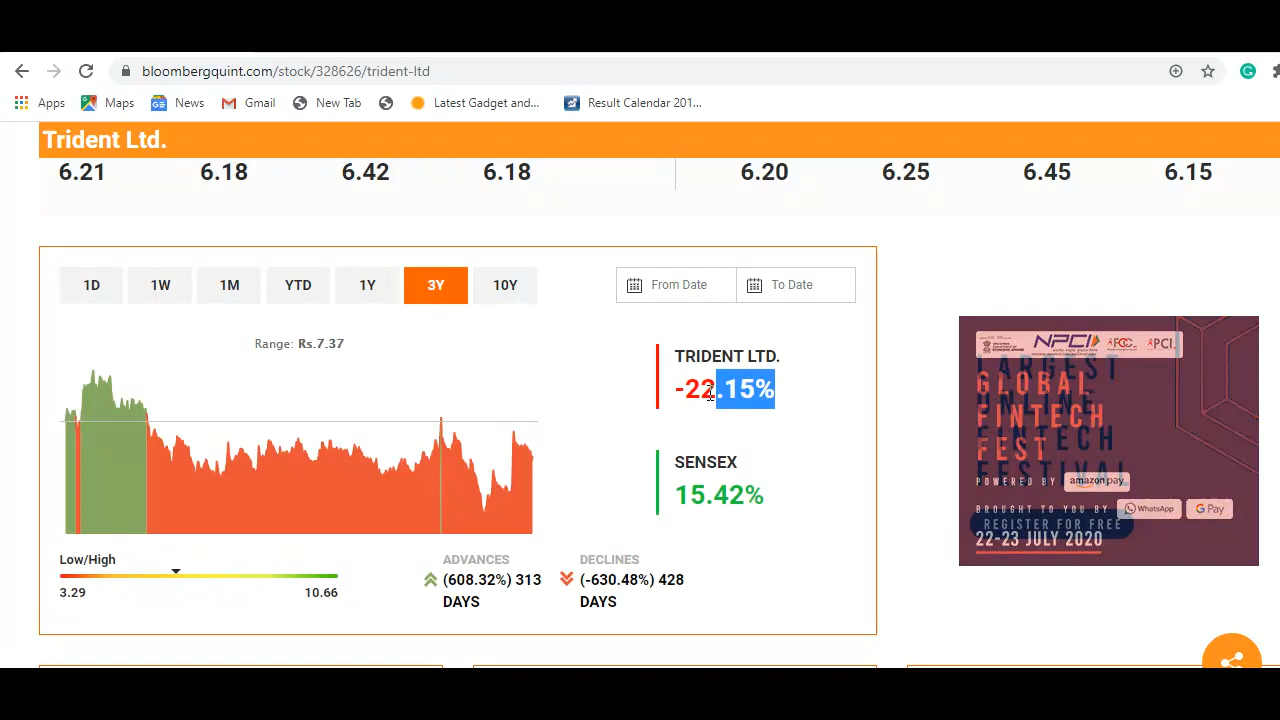 bloombergquint.com/stock/328626/trident-ltd
Apps Maps News Gmail New Tab Latest Gadget and... Result Calendar 201...
Trident Ltd.
6.21 6.18 6.42 6.18 6.20 6.25 6.45 6.15
1D 1W 1M YTD 1Y 3Y 10Y From Date To Date
Range: Rs.7.37
TRIDENT LTD.
-22.15%
SENSEX
15.42%
Low/High
3.29 10.66
ADVANCES
(608.32%) 313
DAYS
DECLINES
(-630.48%) 428
DAYS
NPCI
LARGEST
GLOBAL
ONLINE
FINTECH
FINTECH
FEST
FESTIVAL
POWERED BY amazon pay
BROUGHT TO YOU BY WhatsApp G Pay
REGISTER FOR FREE
22-23 JULY 2020